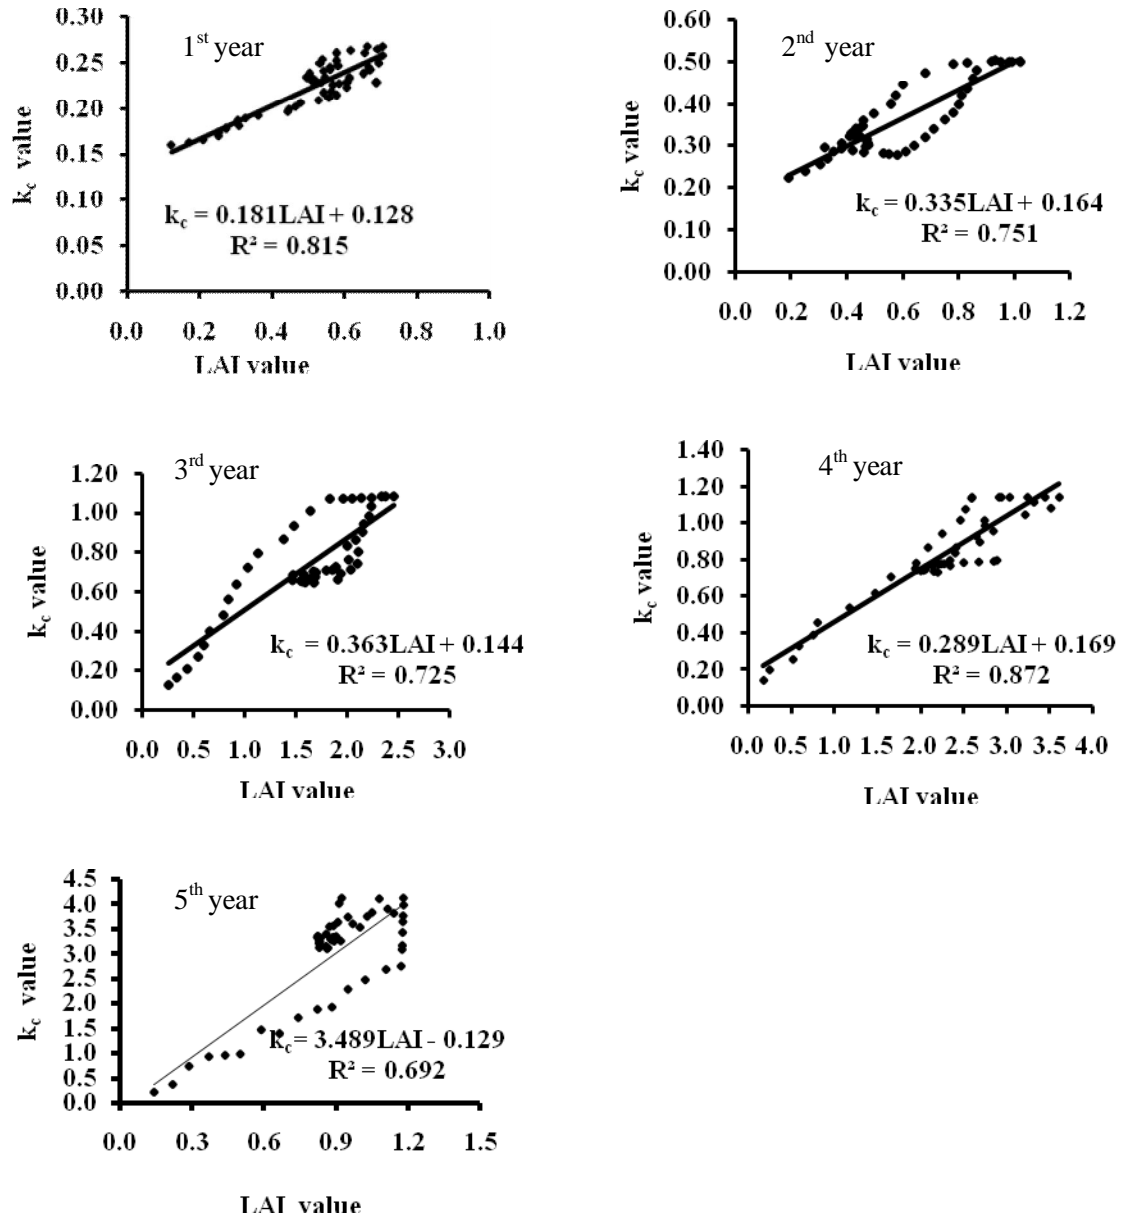 1st year
0.30
0.25
0.20
0.15
0.10
0.05
0.00
kc value
kc = 0.181LAI + 0.128
R² = 0.815
0.0 0.2 0.4 0.6 0.8 1.0
LAI value
2nd year
0.60
0.50
0.40
0.30
0.20
0.10
0.00
kc value
kc = 0.335LAI + 0.164
R² = 0.751
0.0 0.2 0.4 0.6 0.8 1.0 1.2
LAI value
3rd year
1.20
1.00
0.80
0.60
0.40
0.20
0.00
kc value
kc = 0.363LAI + 0.144
R² = 0.725
0.0 0.5 1.0 1.5 2.0 2.5 3.0
LAI value
4th year
1.40
1.20
1.00
0.80
0.60
0.40
0.20
0.00
kc value
kc = 0.289LAI + 0.169
R² = 0.872
0.0 0.5 1.0 1.5 2.0 2.5 3.0 3.5 4.0
LAI value
5th year
4.5
4.0
3.5
3.0
2.5
2.0
1.5
1.0
0.5
0.0
kc value
kc = 3.489LAI - 0.129
R² = 0.692
0.0 0.3 0.6 0.9 1.2 1.5
LAI value